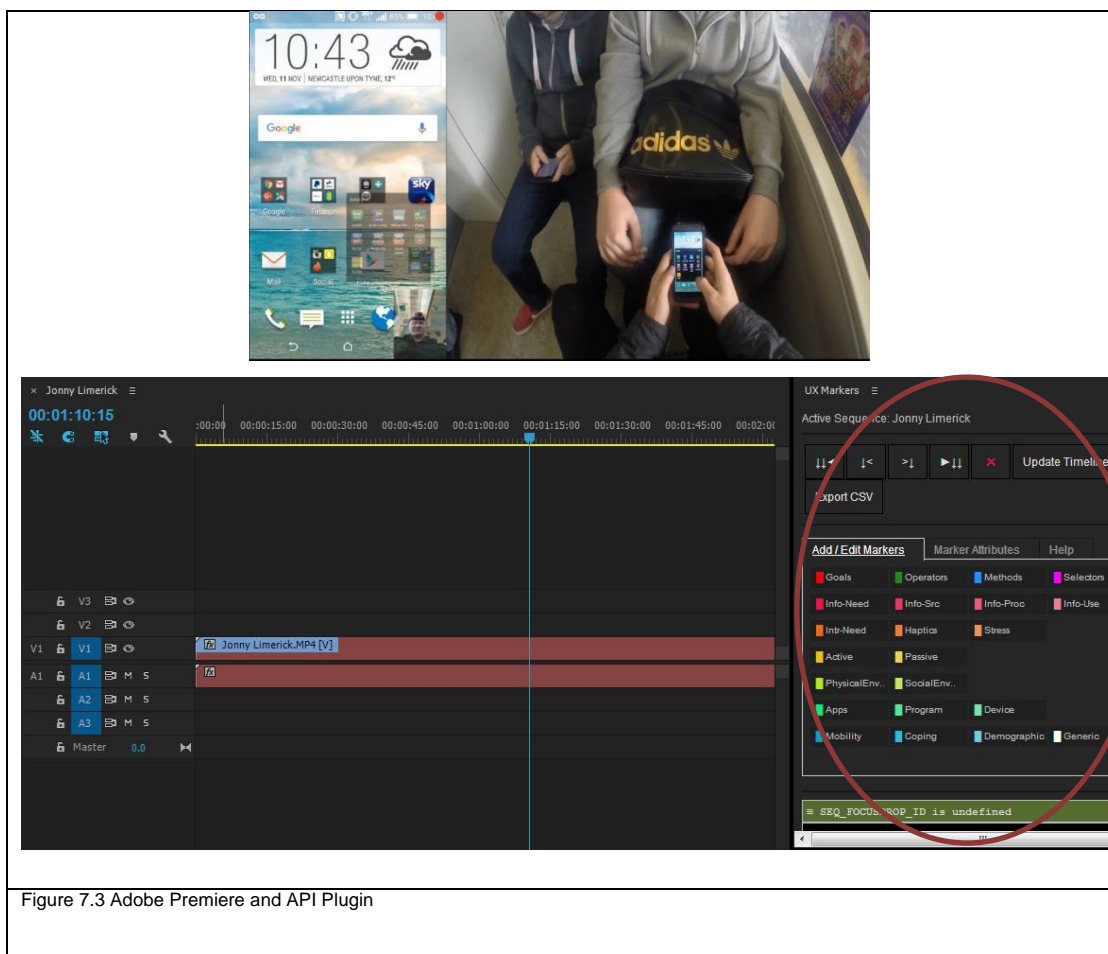 83% 10:
10:43
WED, 11 NOV | NEWCASTLE UPON TYNE, 12°
Google
sky
Google Finance
Mail Social
adidas
× Jonny Limerick
00:01:10:15
:00:00 00:00:15:00 00:00:30:00 00:00:45:00 00:01:00:00 00:01:15:00 00:01:30:00 00:01:45:00 00:02:0
V3
V2
V1 V1 fx Jonny Limerick.MP4 [V]
A1 A1 M S fx
A2 M S
A3 M S
Master 0.0
UX Markers
Active Sequence: Jonny Limerick
Update Timeline
Export CSV
Add / Edit Markers Marker Attributes Help
Goals Operators Methods Selectors
Info-Need Info-Src Info-Proc Info-Use
Intr-Need Haptics Stress
Active Passive
PhysicalEnv.. SocialEnv..
Apps Program Device
Mobility Coping Demographic Generic
= SEQ_FOCUSPROP_ID is undefined
Figure 7.3 Adobe Premiere and API Plugin